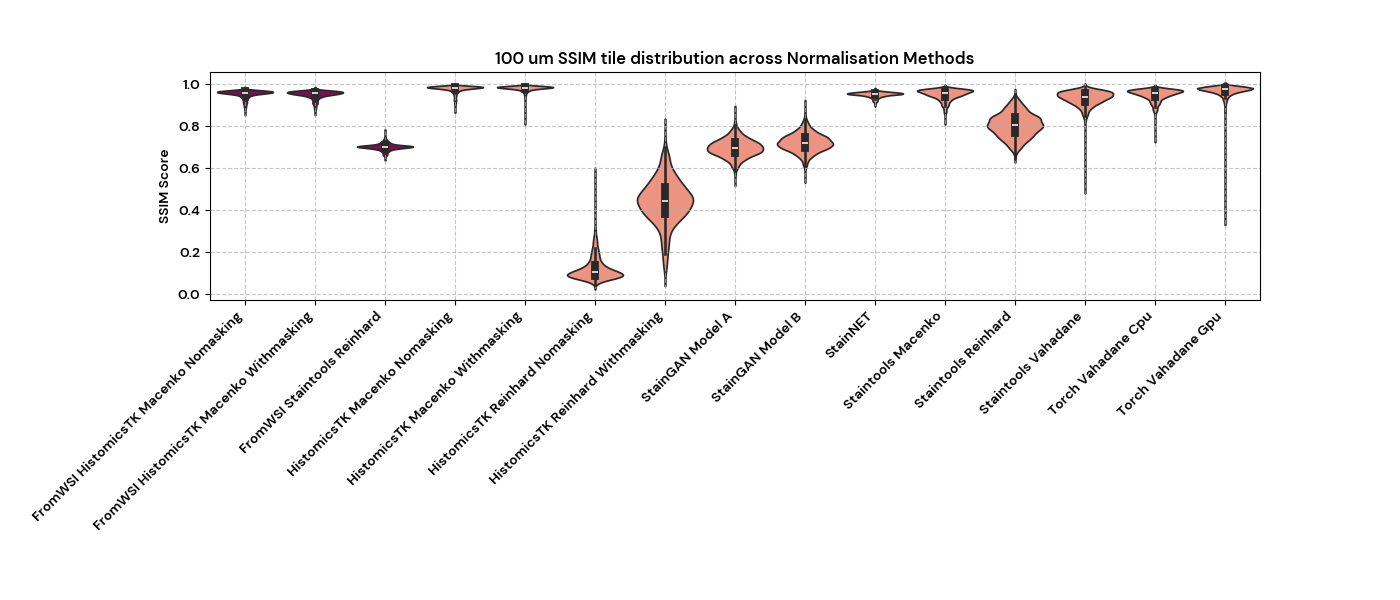 100 um SSIM tile distribution across Normalisation Methods
SSIM Score
1.0
0.8
0.6
0.4
0.2
0.0
FromWSI HistomicsTK Macenko Nomasking
FromWSI HistomicsTK Macenko Withmasking
FromWSI Staintools Reinhard
HistomicsTK Macenko Nomasking
HistomicsTK Macenko Withmasking
HistomicsTK Reinhard Nomasking
HistomicsTK Reinhard Withmasking
StainGAN Model A
StainGAN Model B
StainNET
Staintools Macenko
Staintools Reinhard
Staintools Vahadane
Torch Vahadane Cpu
Torch Vahadane Gpu